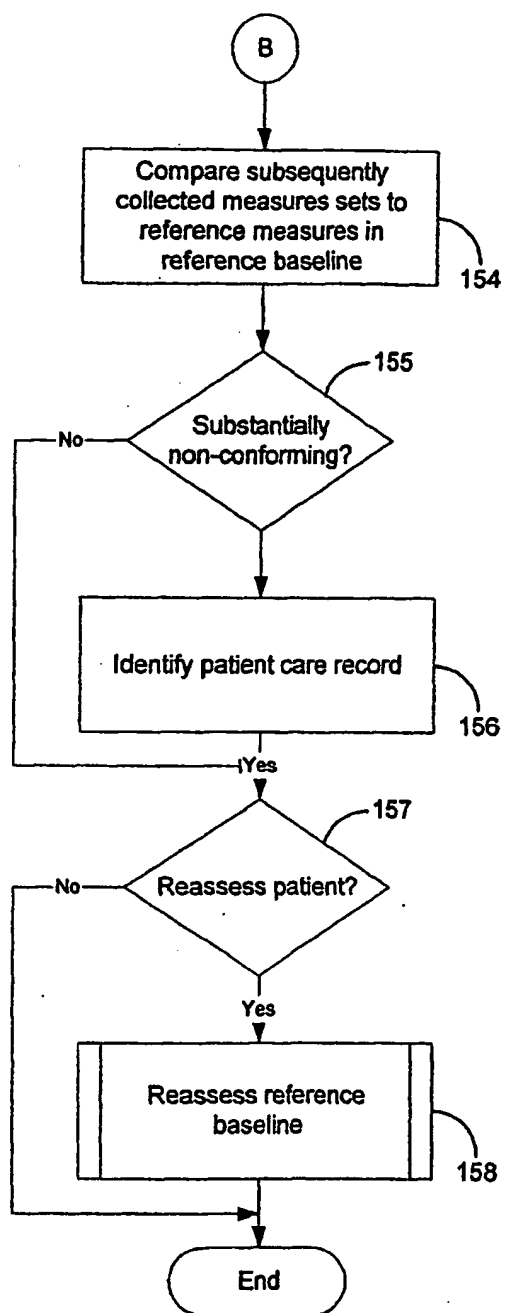 B
Compare subsequently
collected measures sets to
reference measures in
reference baseline
154
155
Substantially
non-conforming?
No
Identify patient care record
156
Yes
157
Reassess patient?
No
Yes
Reassess reference
baseline
158
End